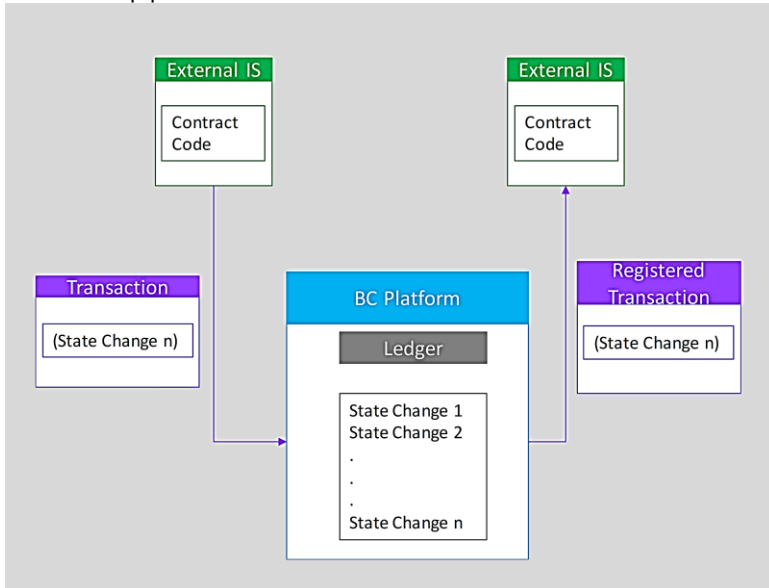 External IS
Contract
Code
External IS
Contract
Code
Transaction
(State Change n)
BC Platform
Ledger
State Change 1
State Change 2
.
.
.
State Change n
Registered
Transaction
(State Change n)